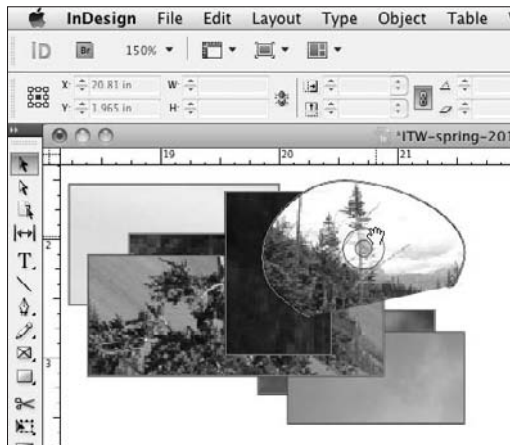 InDesign File Edit Layout Type Object Table
ID Br 150%
X: 20.81 in W:
Y: 1.965 in H:
*ITW-spring-201
19 20 21
2
T
3